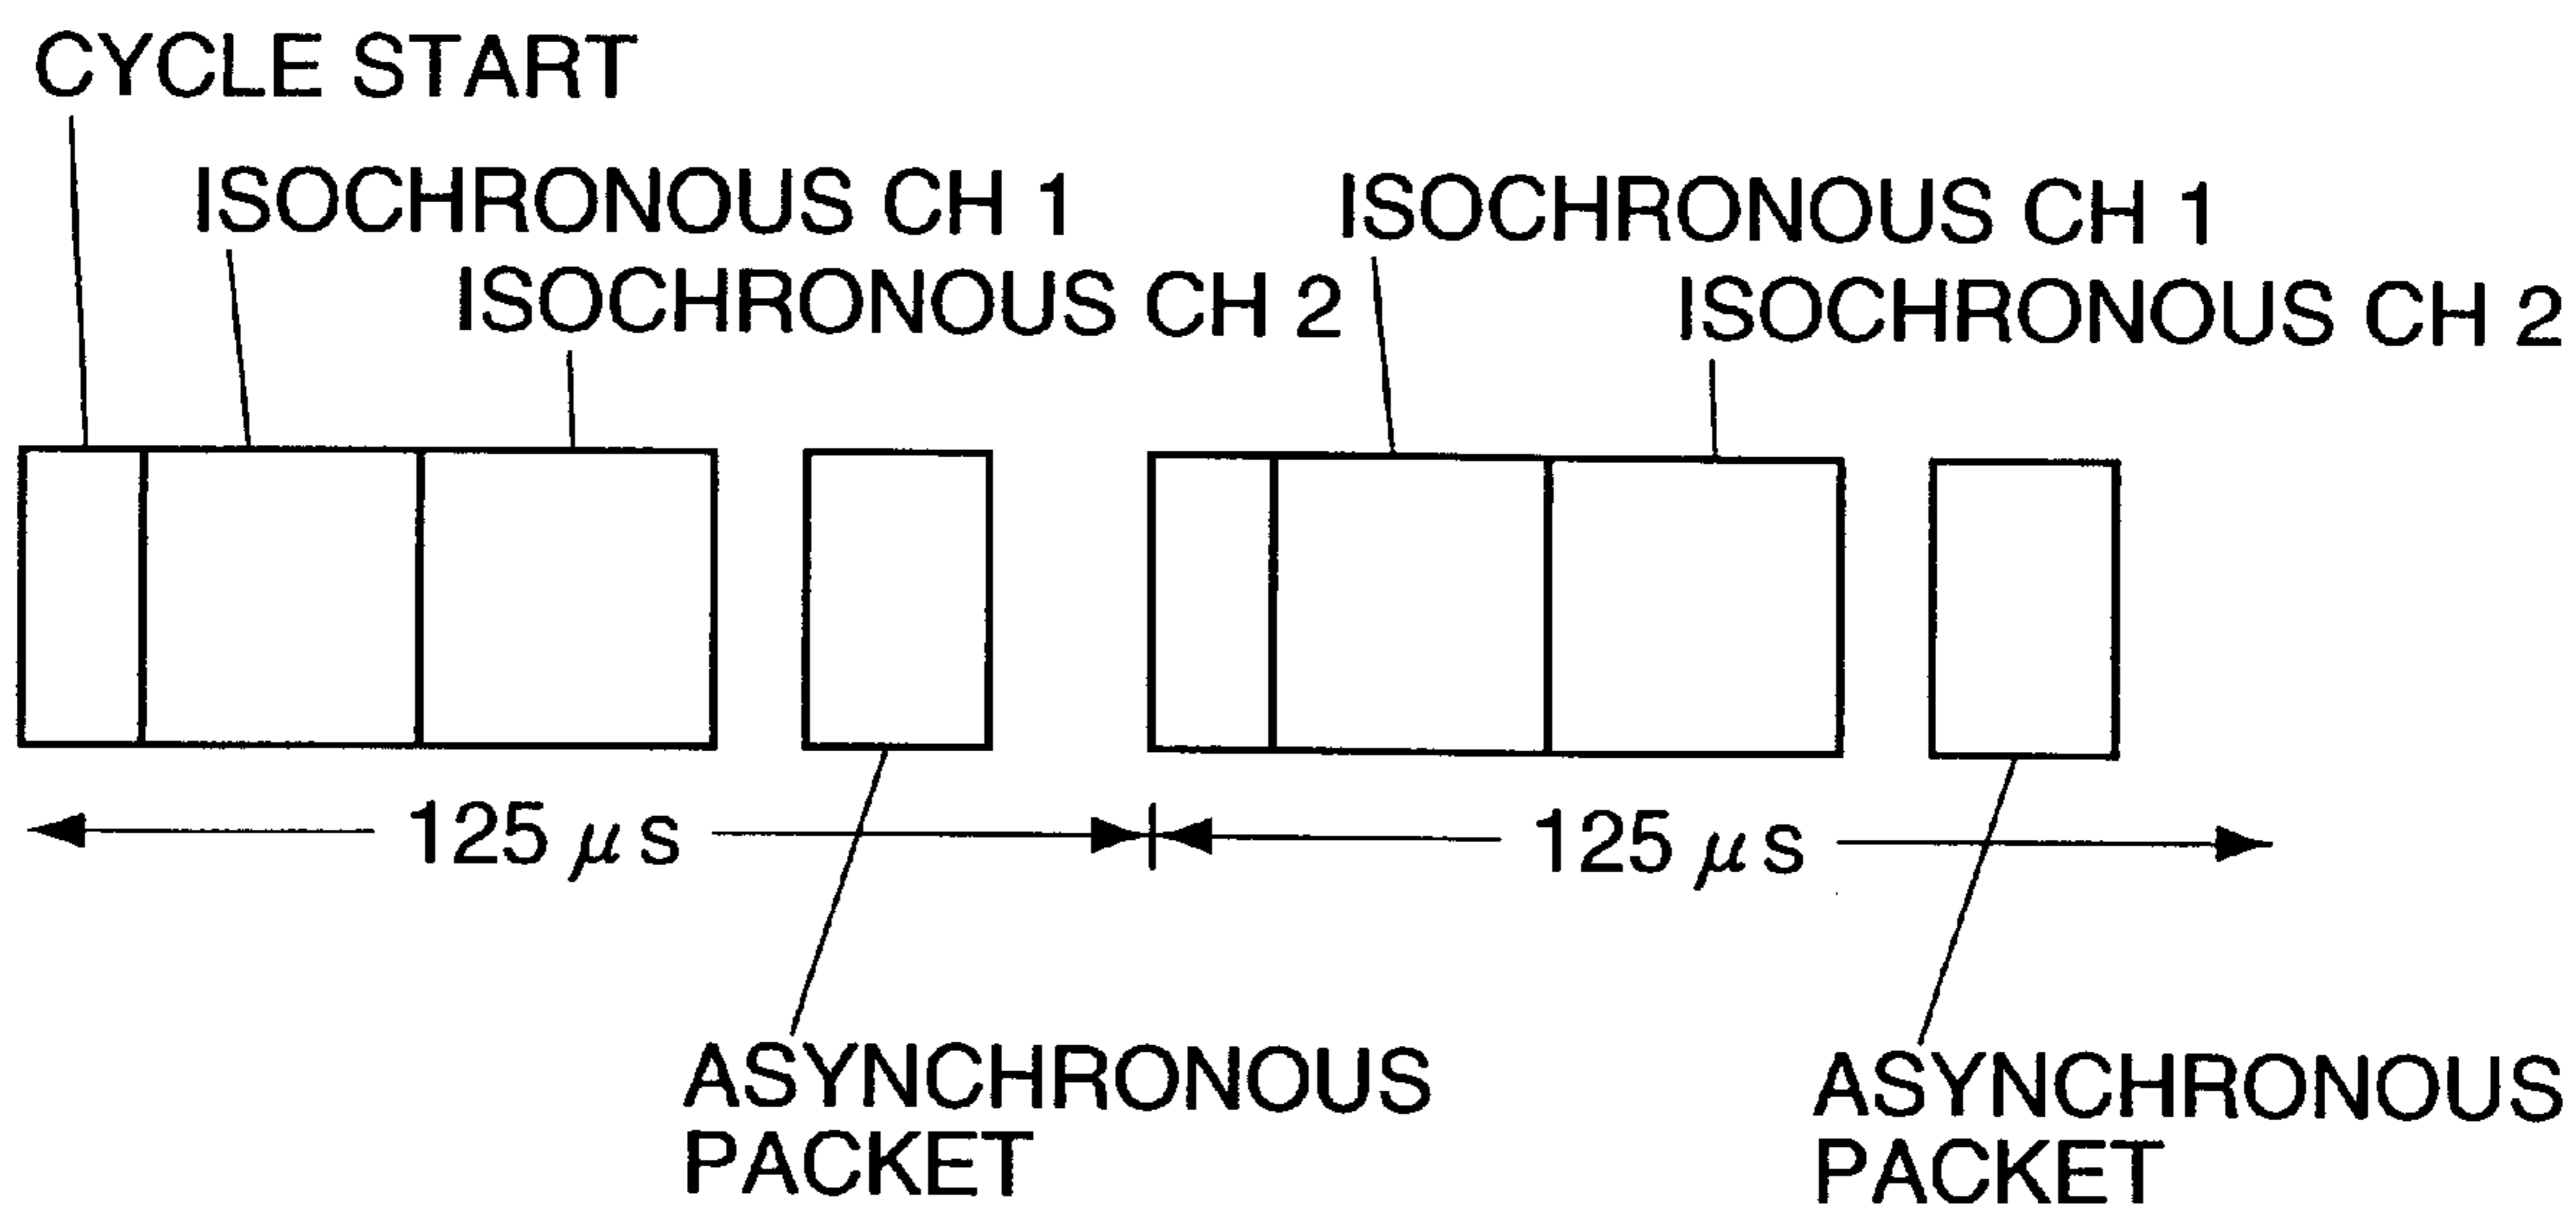 CYCLE START
ISOCHRONOUS CH 1
ISOCHRONOUS CH 2
ISOCHRONOUS CH 1
ISOCHRONOUS CH 2
125 μs
125 μs
ASYNCHRONOUS
PACKET
ASYNCHRONOUS
PACKET